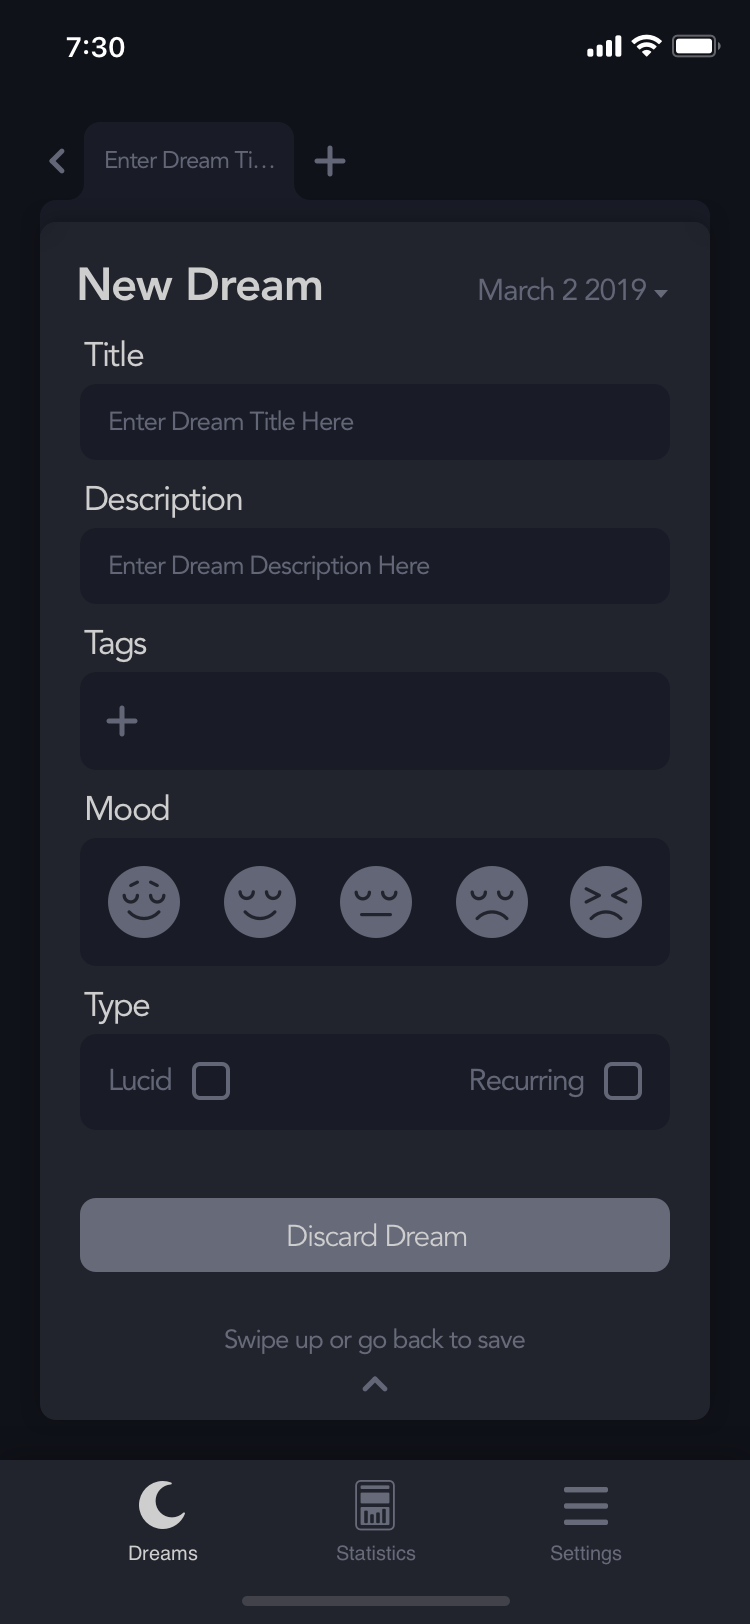 7:30
Enter Dream Ti...
New Dream
March 2 2019
Title
Enter Dream Title Here
Description
Enter Dream Description Here
Tags
Mood
Type
Lucid
Recurring
Discard Dream
Swipe up or go back to save
Dreams
Statistics
Settings